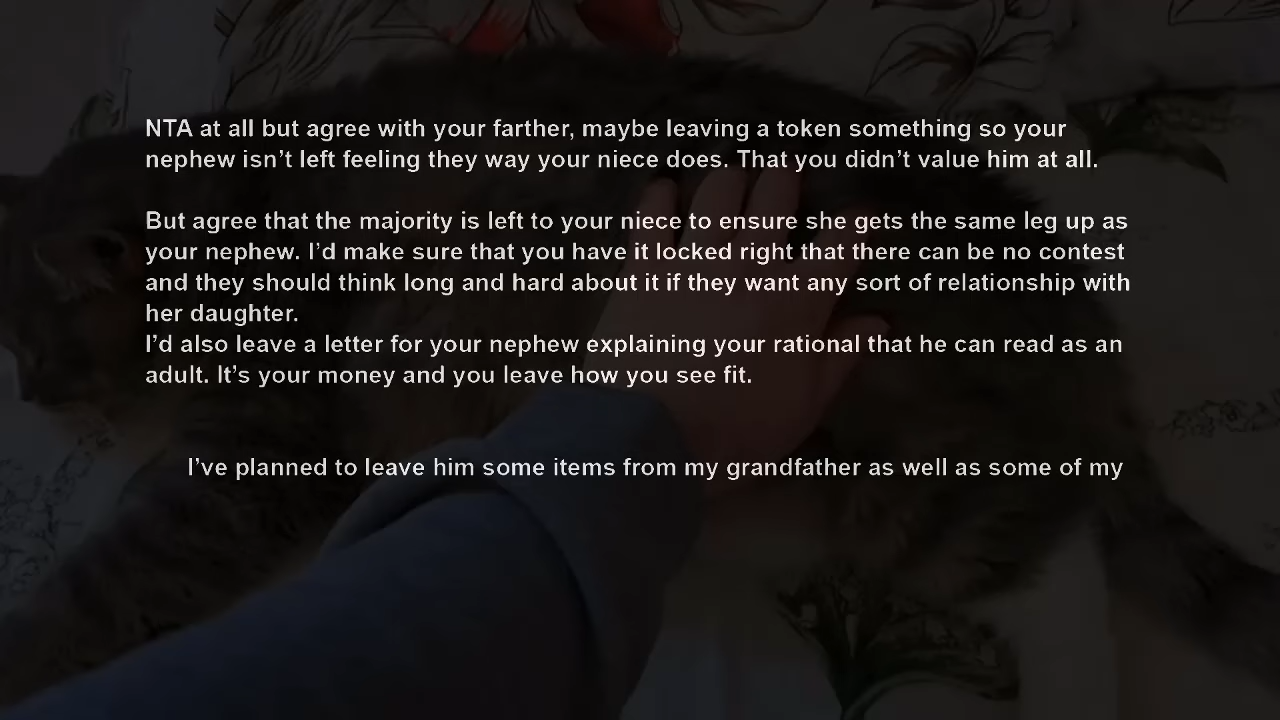 NTA at all but agree with your farther, maybe leaving a token something so your
nephew isn't left feeling they way your niece does. That you didn't value him at all.
But agree that the majority is left to your niece to ensure she gets the same leg up as
your nephew. I'd make sure that you have it locked right that there can be no contest
and they should think long and hard about it if they want any sort of relationship with
her daughter.
I'd also leave a letter for your nephew explaining your rational that he can read as an
adult. It's your money and you leave how you see fit.
I've planned to leave him some items from my grandfather as well as some of my